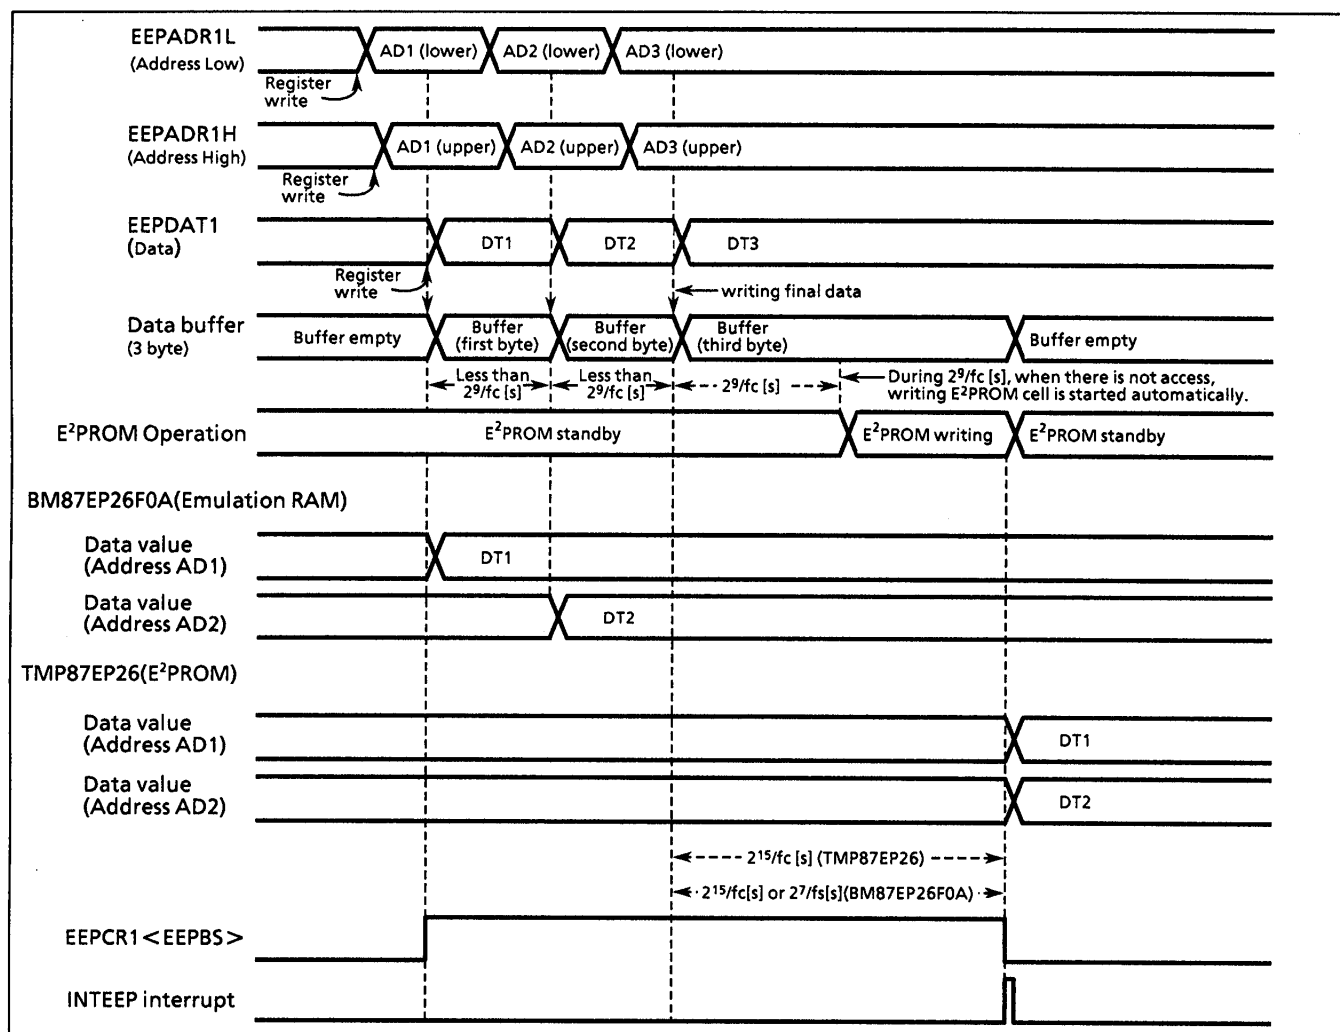 EEPADR1L
(Address Low)
AD1 (lower)
AD2 (lower)
AD3 (lower)
Register
write
EEPADR1H
(Address High)
AD1 (upper)
AD2 (upper)
AD3 (upper)
Register
write
EEPDAT1
(Data)
DT1
DT2
DT3
Register
write
writing final data
Data buffer
(3 byte)
Buffer empty
Buffer
(first byte)
Buffer
(second byte)
Buffer
(third byte)
Buffer empty
Less than
2⁹/fc [s]
Less than
2⁹/fc [s]
2⁹/fc [s]
During 2⁹/fc [s], when there is not access,
writing E²PROM cell is started automatically.
E²PROM Operation
E²PROM standby
E²PROM writing
E²PROM standby
BM87EP26F0A(Emulation RAM)
Data value
(Address AD1)
DT1
Data value
(Address AD2)
DT2
TMP87EP26(E²PROM)
Data value
(Address AD1)
DT1
Data value
(Address AD2)
DT2
2¹⁵/fc [s] (TMP87EP26)
2¹⁵/fc[s] or 2⁷/fs[s](BM87EP26F0A)
EEPCR1<EEPBS>
INTEEP interrupt